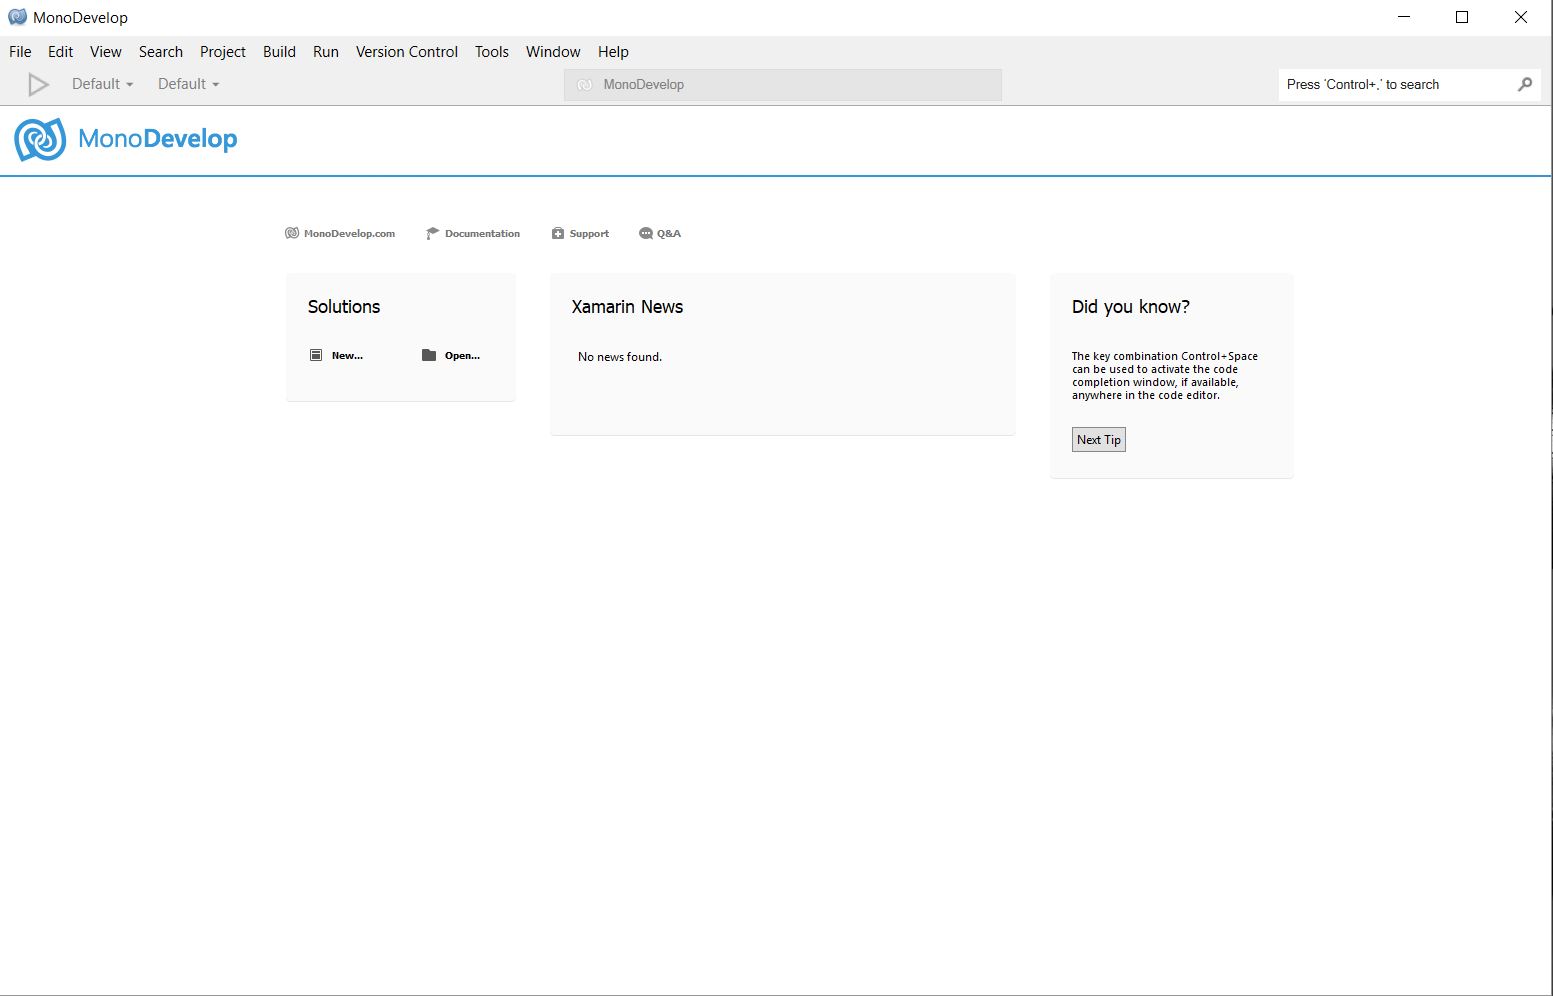 MonoDevelop
File Edit View Search Project Build Run Version Control Tools Window Help
Default Default MonoDevelop Press ‘Control+,’ to search
MonoDevelop
MonoDevelop.com Documentation Support Q&A
Solutions
New... Open...
Xamarin News
No news found.
Did you know?
The key combination Control+Space
can be used to activate the code
completion window, if available,
anywhere in the code editor.
Next Tip